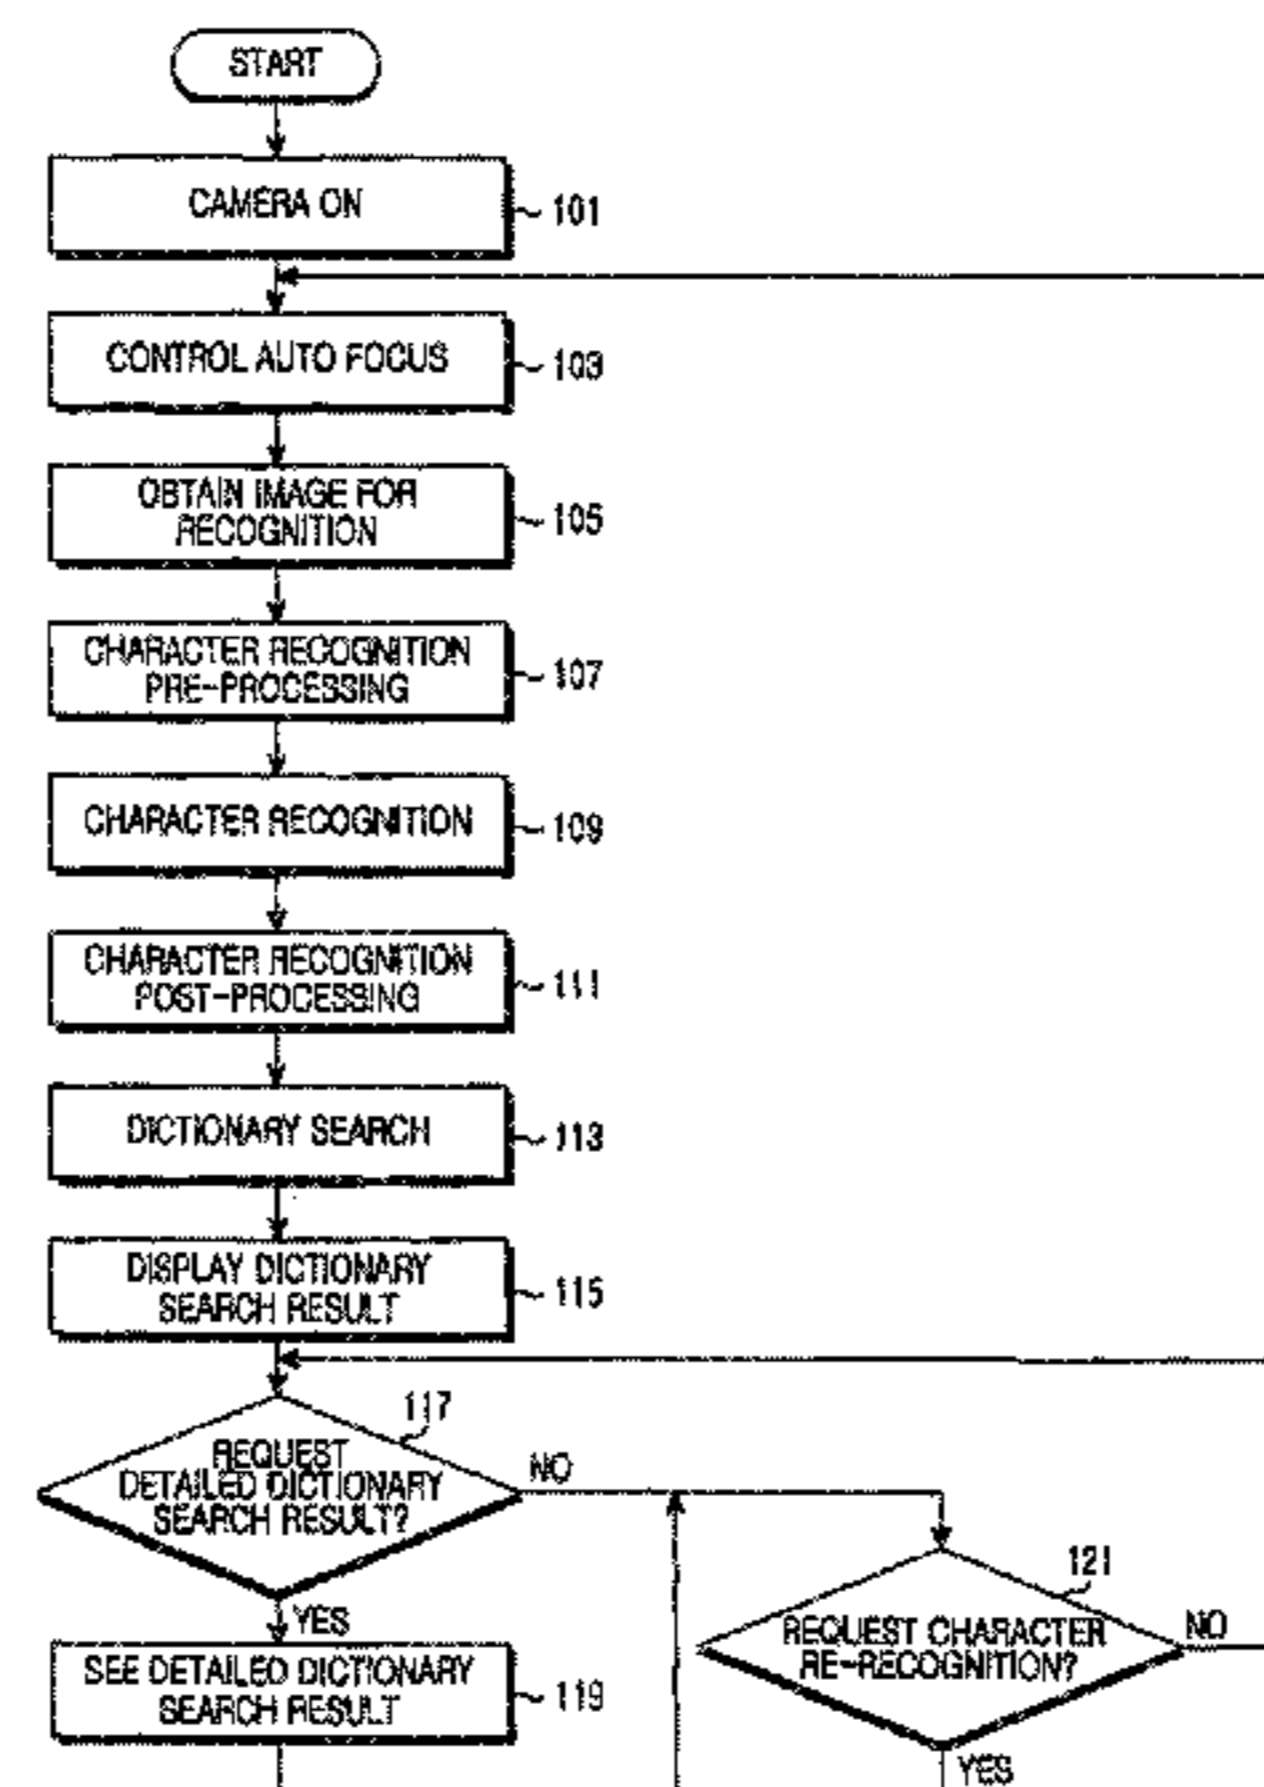 START
CAMERA ON
101
CONTROL AUTO FOCUS
103
OBTAIN IMAGE FOR
RECOGNITION
105
CHARACTER RECOGNITION
PRE-PROCESSING
107
CHARACTER RECOGNITION
109
CHARACTER RECOGNITION
POST-PROCESSING
111
DICTIONARY SEARCH
113
DISPLAY DICTIONARY
SEARCH RESULT
115
117
REQUEST
DETAILED DICTIONARY
SEARCH RESULT?
NO
YES
121
REQUEST CHARACTER
RE-RECOGNITION?
NO
SEE DETAILED DICTIONARY
SEARCH RESULT
119
YES